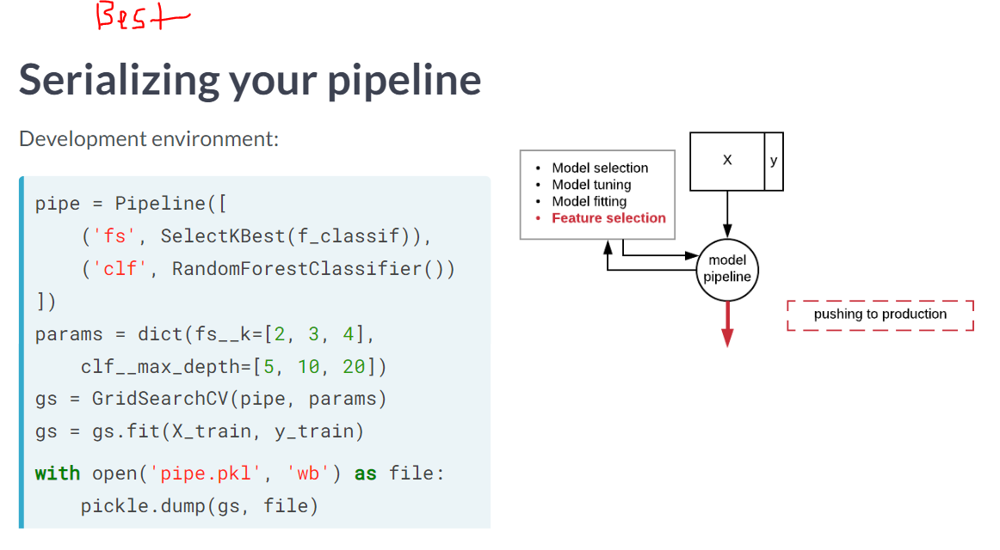 Best
Serializing your pipeline
Development environment:
pipe = Pipeline([
    ('fs', SelectKBest(f_classif)),
    ('clf', RandomForestClassifier())
])
params = dict(fs__k=[2, 3, 4],
    clf__max_depth=[5, 10, 20])
gs = GridSearchCV(pipe, params)
gs = gs.fit(X_train, y_train)
with open('pipe.pkl', 'wb') as file:
    pickle.dump(gs, file)
• Model selection
• Model tuning
• Model fitting
• Feature selection
X
y
model
pipeline
pushing to production